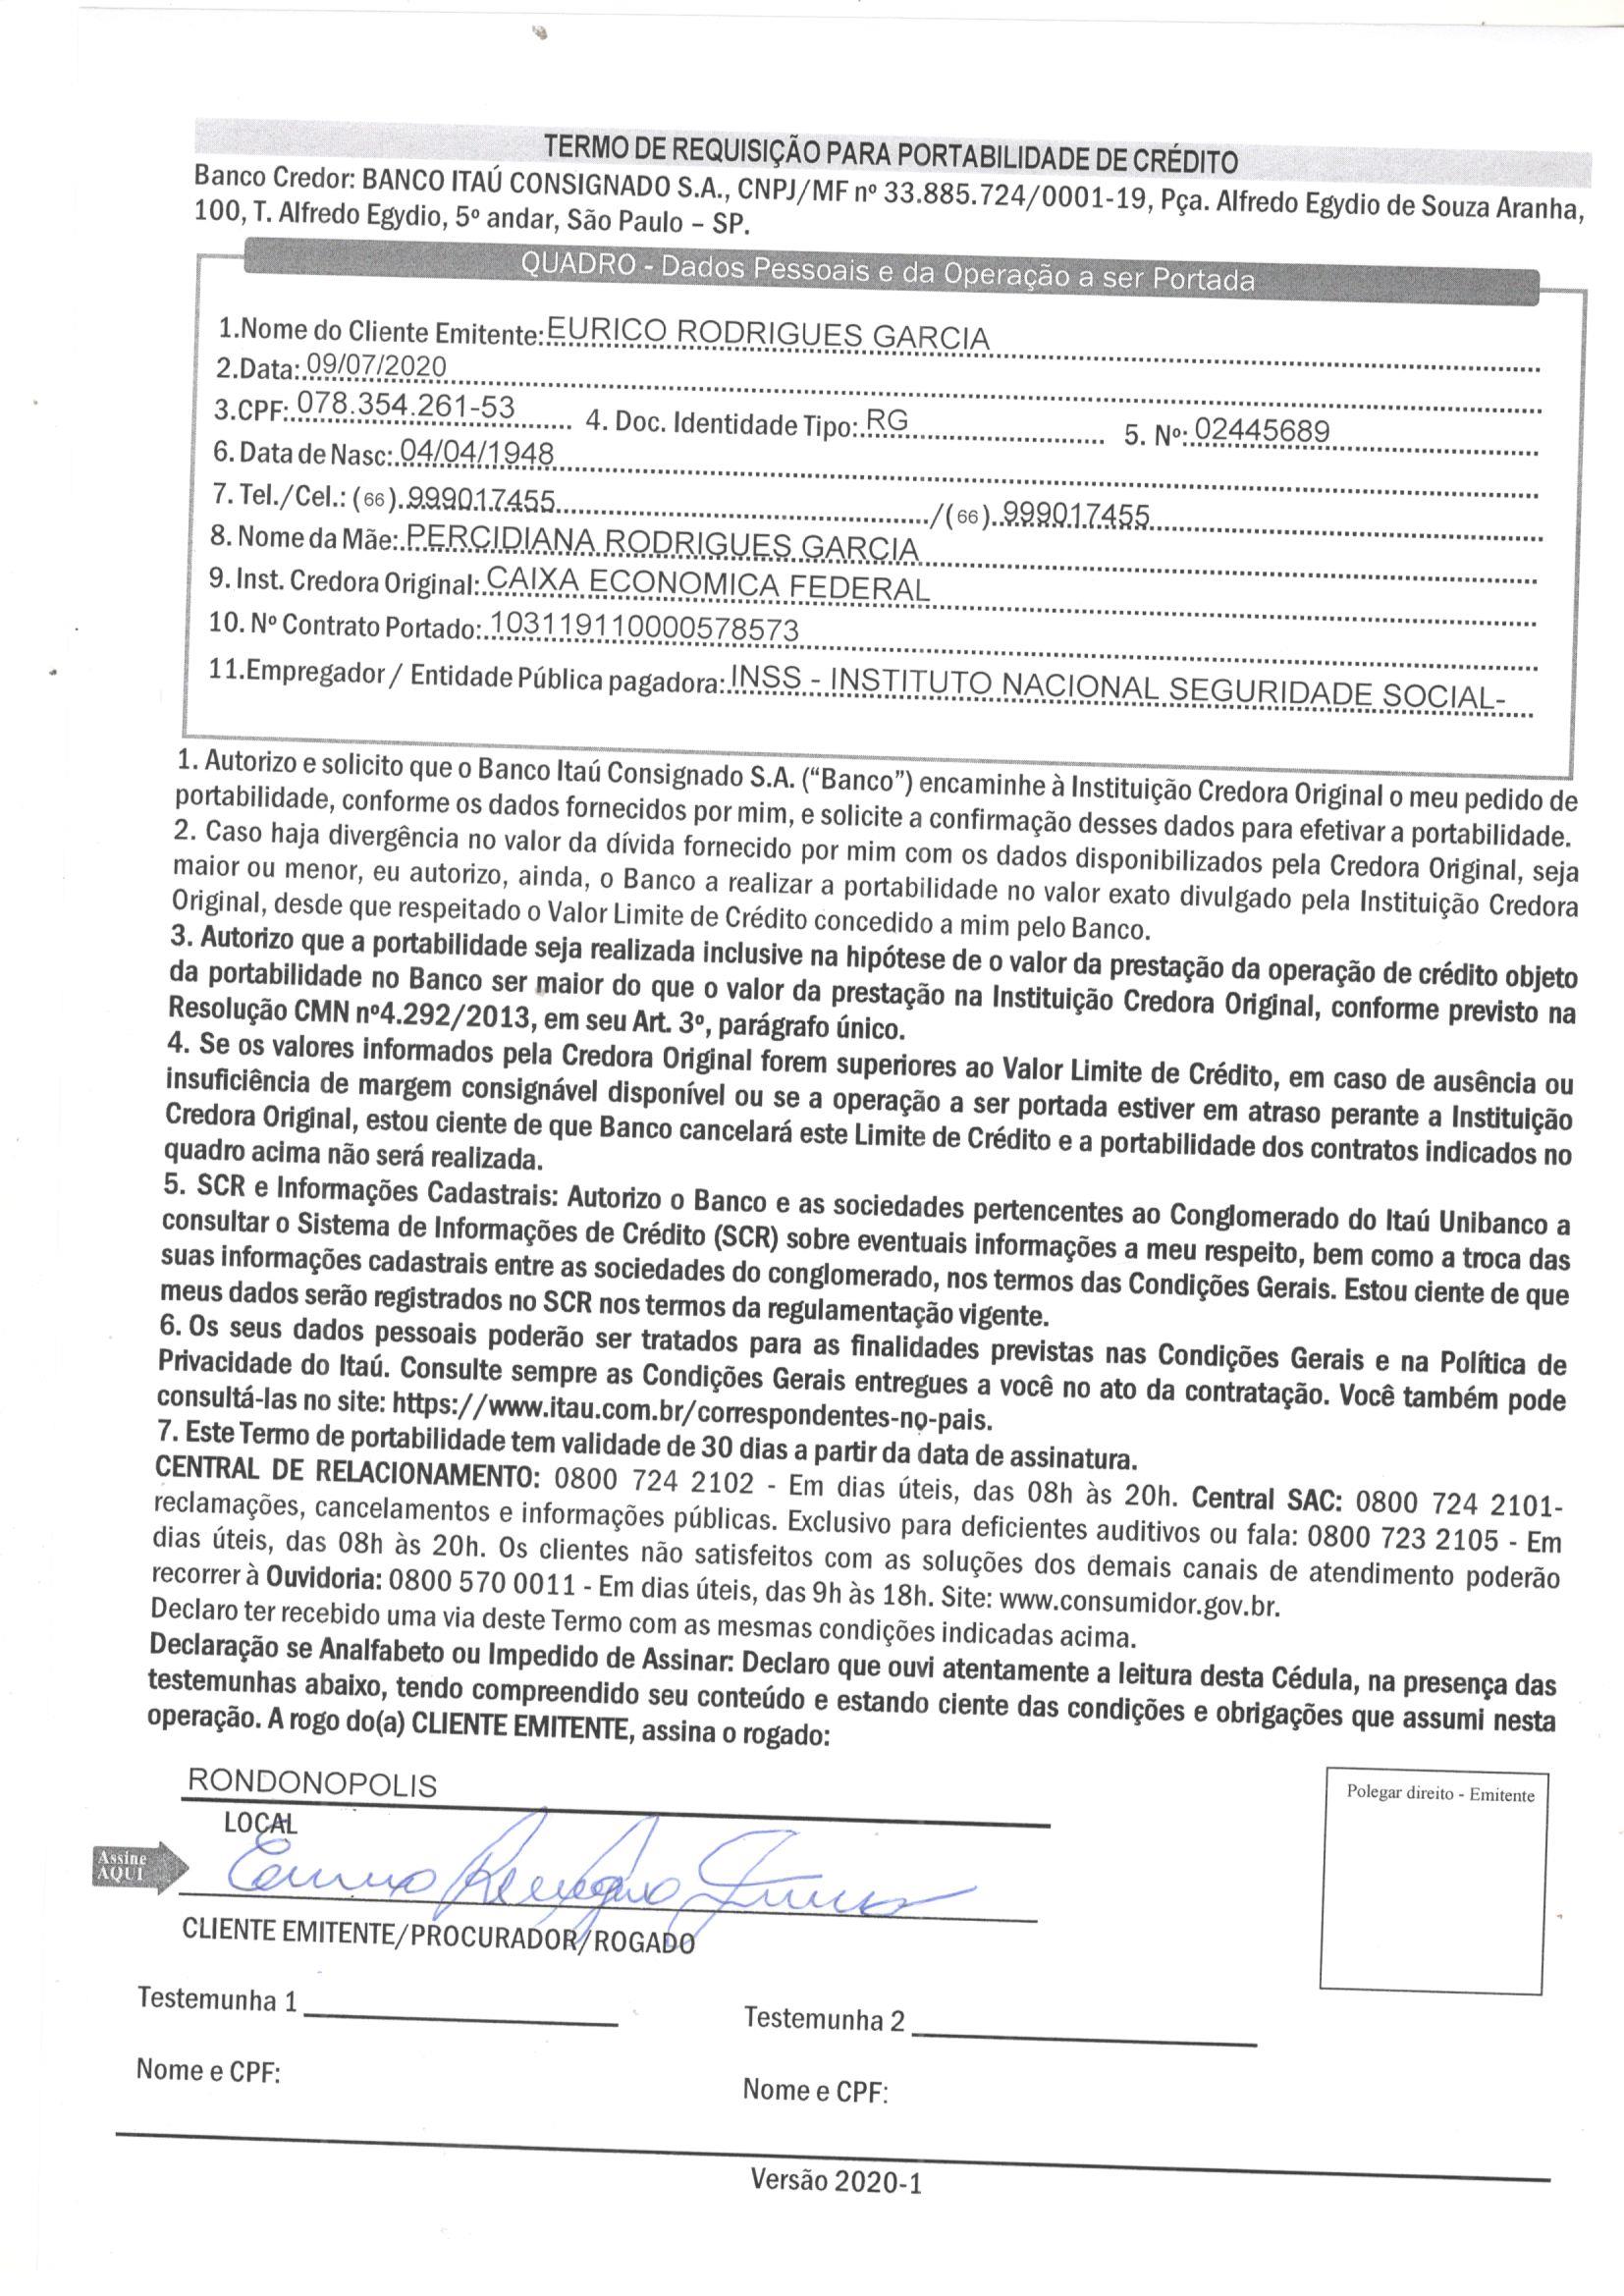 TERMO DE REQUISIÇÃO PARA PORTABILIDADE DE CRÉDITO
Banco Credor: BANCO ITAÚ CONSIGNADO S.A., CNPJ/MF nº 33.885.724/0001-19, Pça. Alfredo Egydio de Souza Aranha,
100, T. Alfredo Egydio, 5º andar, São Paulo – SP.
QUADRO - Dados Pessoais e da Operação a ser Portada
1.Nome do Cliente Emitente: EURICO RODRIGUES GARCIA
2.Data: 09/07/2020
3.CPF: 078.354.261-53 4. Doc. Identidade Tipo: RG 5. Nº: 02445689
6. Data de Nasc: 04/04/1948
7. Tel./Cel.: (66) 999017455 /(66) 999017455
8. Nome da Mãe: PERCIDIANA RODRIGUES GARCIA
9. Inst. Credora Original: CAIXA ECONOMICA FEDERAL
10. Nº Contrato Portado: 103119110000578573
11.Empregador / Entidade Pública pagadora: INSS - INSTITUTO NACIONAL SEGURIDADE SOCIAL-
1. Autorizo e solicito que o Banco Itaú Consignado S.A. (“Banco”) encaminhe à Instituição Credora Original o meu pedido de
portabilidade, conforme os dados fornecidos por mim, e solicite a confirmação desses dados para efetivar a portabilidade.
2. Caso haja divergência no valor da dívida fornecido por mim com os dados disponibilizados pela Credora Original, seja
maior ou menor, eu autorizo, ainda, o Banco a realizar a portabilidade no valor exato divulgado pela Instituição Credora
Original, desde que respeitado o Valor Limite de Crédito concedido a mim pelo Banco.
3. Autorizo que a portabilidade seja realizada inclusive na hipótese de o valor da prestação da operação de crédito objeto
da portabilidade no Banco ser maior do que o valor da prestação na Instituição Credora Original, conforme previsto na
Resolução CMN nº4.292/2013, em seu Art. 3º, parágrafo único.
4. Se os valores informados pela Credora Original forem superiores ao Valor Limite de Crédito, em caso de ausência ou
insuficiência de margem consignável disponível ou se a operação a ser portada estiver em atraso perante a Instituição
Credora Original, estou ciente de que Banco cancelará este Limite de Crédito e a portabilidade dos contratos indicados no
quadro acima não será realizada.
5. SCR e Informações Cadastrais: Autorizo o Banco e as sociedades pertencentes ao Conglomerado do Itaú Unibanco a
consultar o Sistema de Informações de Crédito (SCR) sobre eventuais informações a meu respeito, bem como a troca das
suas informações cadastrais entre as sociedades do conglomerado, nos termos das Condições Gerais. Estou ciente de que
meus dados serão registrados no SCR nos termos da regulamentação vigente.
6. Os seus dados pessoais poderão ser tratados para as finalidades previstas nas Condições Gerais e na Política de
Privacidade do Itaú. Consulte sempre as Condições Gerais entregues a você no ato da contratação. Você também pode
consultá-las no site: https://www.itau.com.br/correspondentes-no-pais.
7. Este Termo de portabilidade tem validade de 30 dias a partir da data de assinatura.
CENTRAL DE RELACIONAMENTO: 0800 724 2102 - Em dias úteis, das 08h às 20h. Central SAC: 0800 724 2101-
reclamações, cancelamentos e informações públicas. Exclusivo para deficientes auditivos ou fala: 0800 723 2105 - Em
dias úteis, das 08h às 20h. Os clientes não satisfeitos com as soluções dos demais canais de atendimento poderão
recorrer à Ouvidoria: 0800 570 0011 - Em dias úteis, das 9h às 18h. Site: www.consumidor.gov.br.
Declaro ter recebido uma via deste Termo com as mesmas condições indicadas acima.
Declaração se Analfabeto ou Impedido de Assinar: Declaro que ouvi atentamente a leitura desta Cédula, na presença das
testemunhas abaixo, tendo compreendido seu conteúdo e estando ciente das condições e obrigações que assumi nesta
operação. A rogo do(a) CLIENTE EMITENTE, assina o rogado:
RONDONOPOLIS
LOCAL
Polegar direito - Emitente
Assine
AQUI
CLIENTE EMITENTE/PROCURADOR/ROGADO
Testemunha 1
Testemunha 2
Nome e CPF:
Nome e CPF:
Versão 2020-1